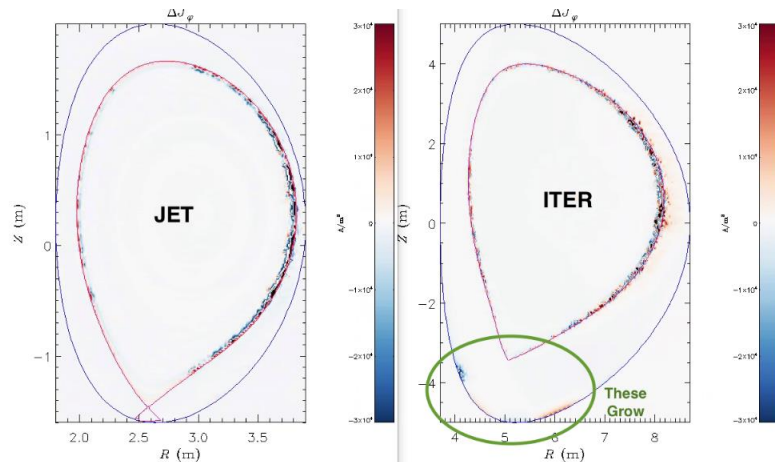 ΔJφ
ΔJφ
3×10⁴
2×10⁴
1×10⁴
0
−1×10⁴
−2×10⁴
−3×10⁴
A/m²
1
0
−1
Z (m)
2.0 2.5 3.0 3.5
R (m)
JET
4
2
0
−2
−4
Z (m)
4 5 6 7 8
R (m)
ITER
These
Grow
3×10⁴
2×10⁴
1×10⁴
0
−1×10⁴
−2×10⁴
−3×10⁴
A/m²